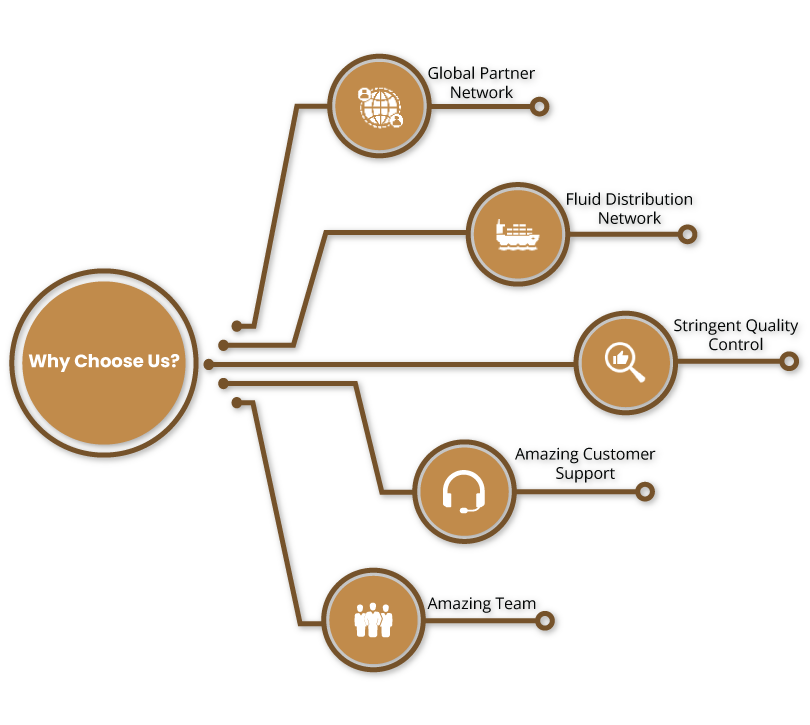 Why Choose Us?
Global Partner
Network
Fluid Distribution
Network
Stringent Quality
Control
Amazing Customer
Support
Amazing Team